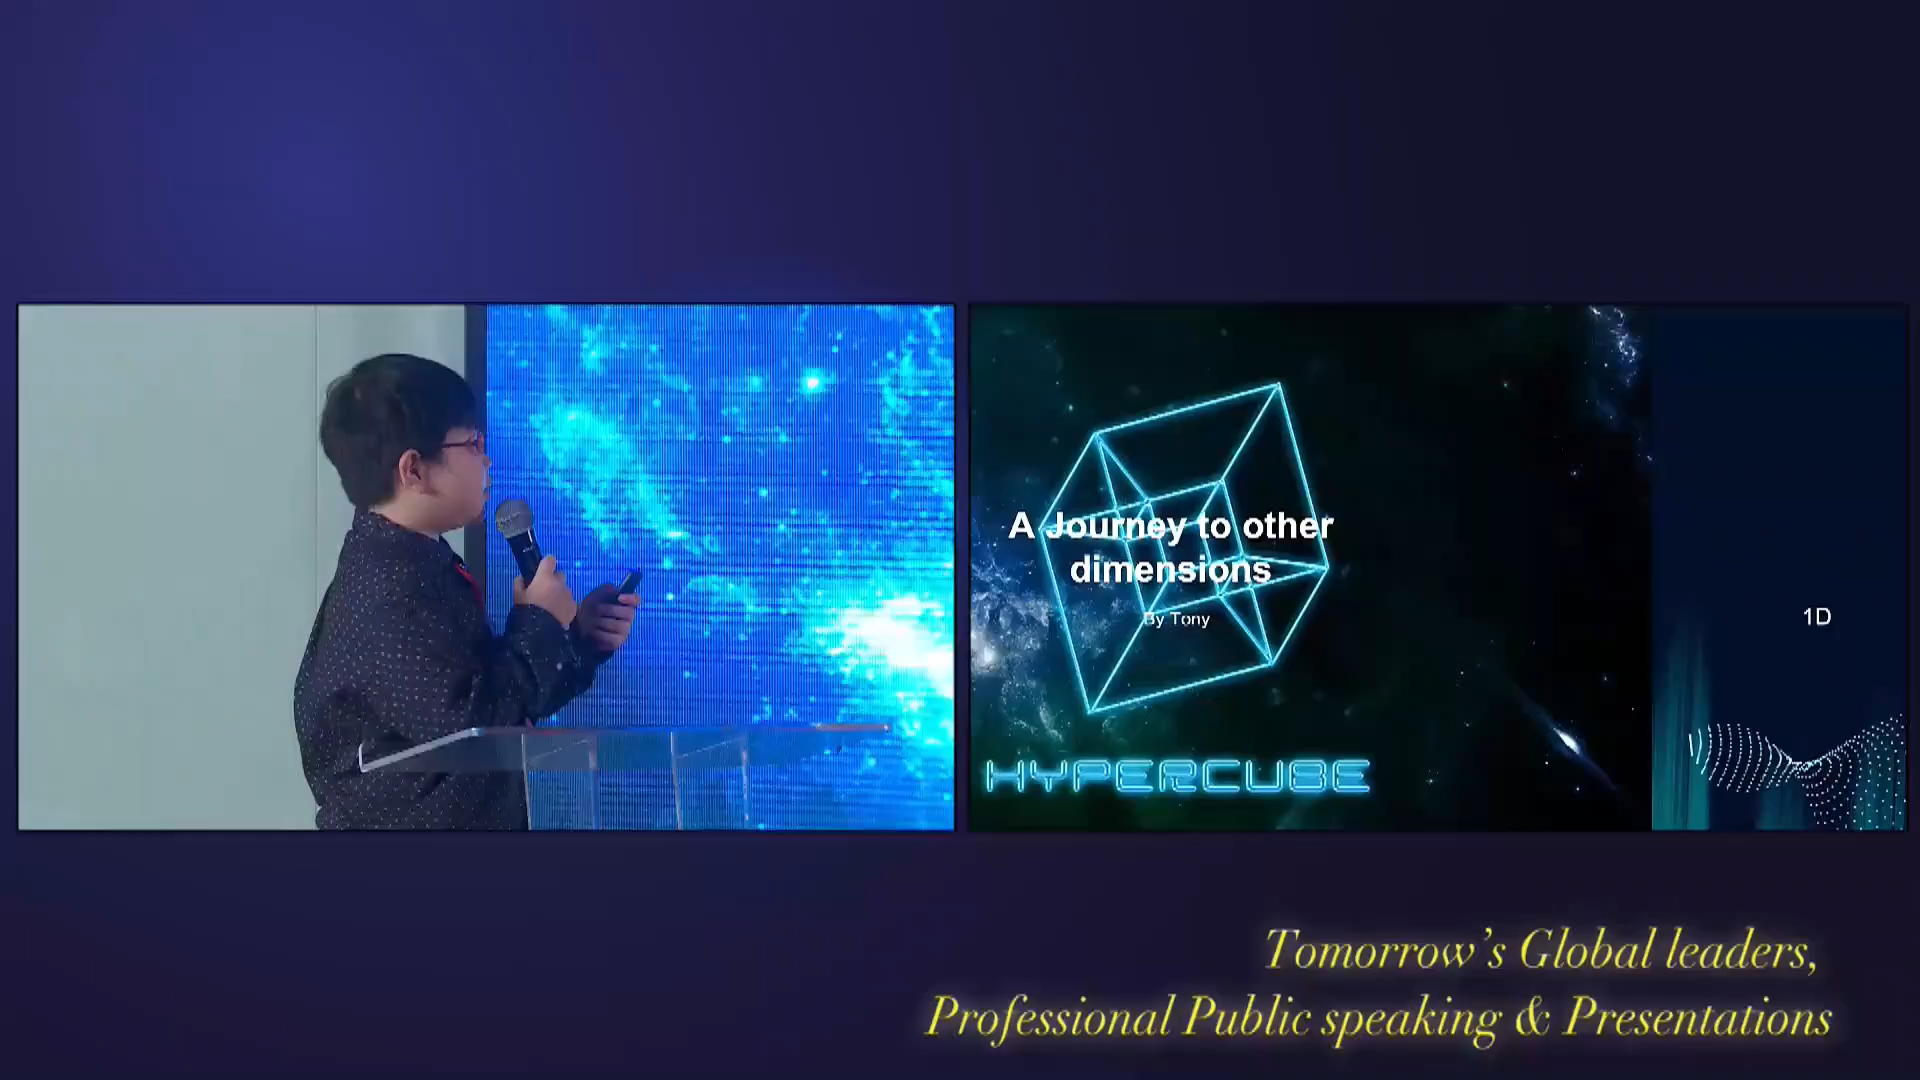 A Journey to other
dimensions
By Tony
HYPERCUBE
1D
Tomorrow's Global leaders,
Professional Public speaking & Presentations